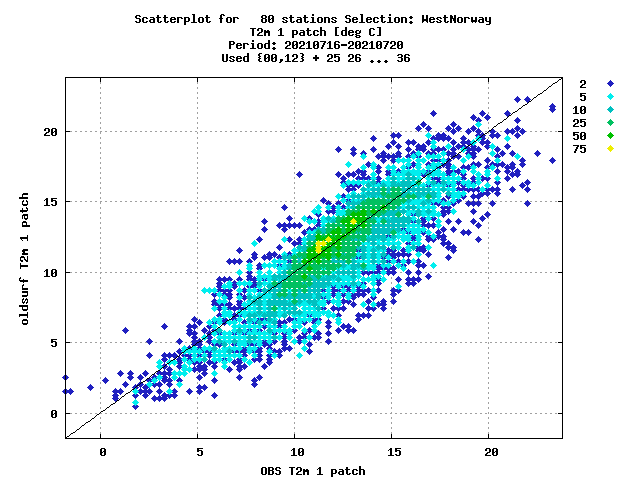 Scatterplot for   80 stations Selection: WestNorway
T2m 1 patch [deg C]
Period: 20210716-20210720
Used {00,12} + 25 26 ... 36
2
5
10
25
50
75
20
15
10
5
0
oldsurf T2m 1 patch
0 5 10 15 20
OBS T2m 1 patch